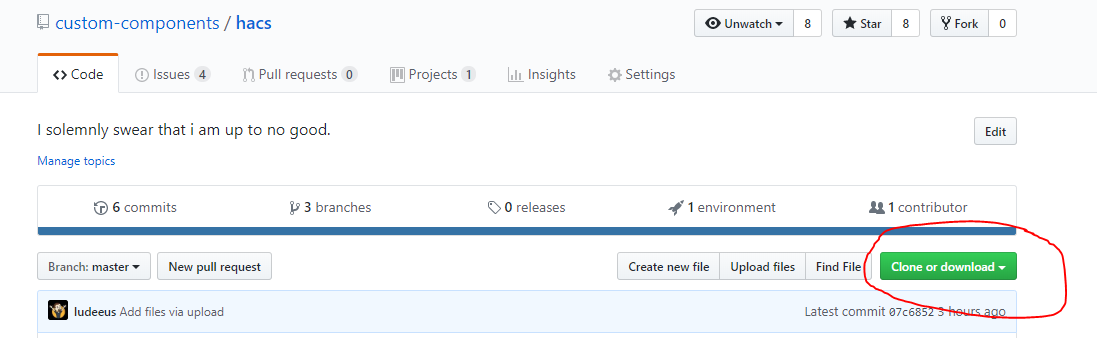 custom-components / hacs Unwatch 8 Star 8 Fork 0
Code Issues 4 Pull requests 0 Projects 1 Insights Settings
I solemnly swear that i am up to no good. Edit
Manage topics
6 commits 3 branches 0 releases 1 environment 1 contributor
Branch: master New pull request Create new file Upload files Find File Clone or download
ludeeus Add files via upload Latest commit 07c6852 3 hours ago